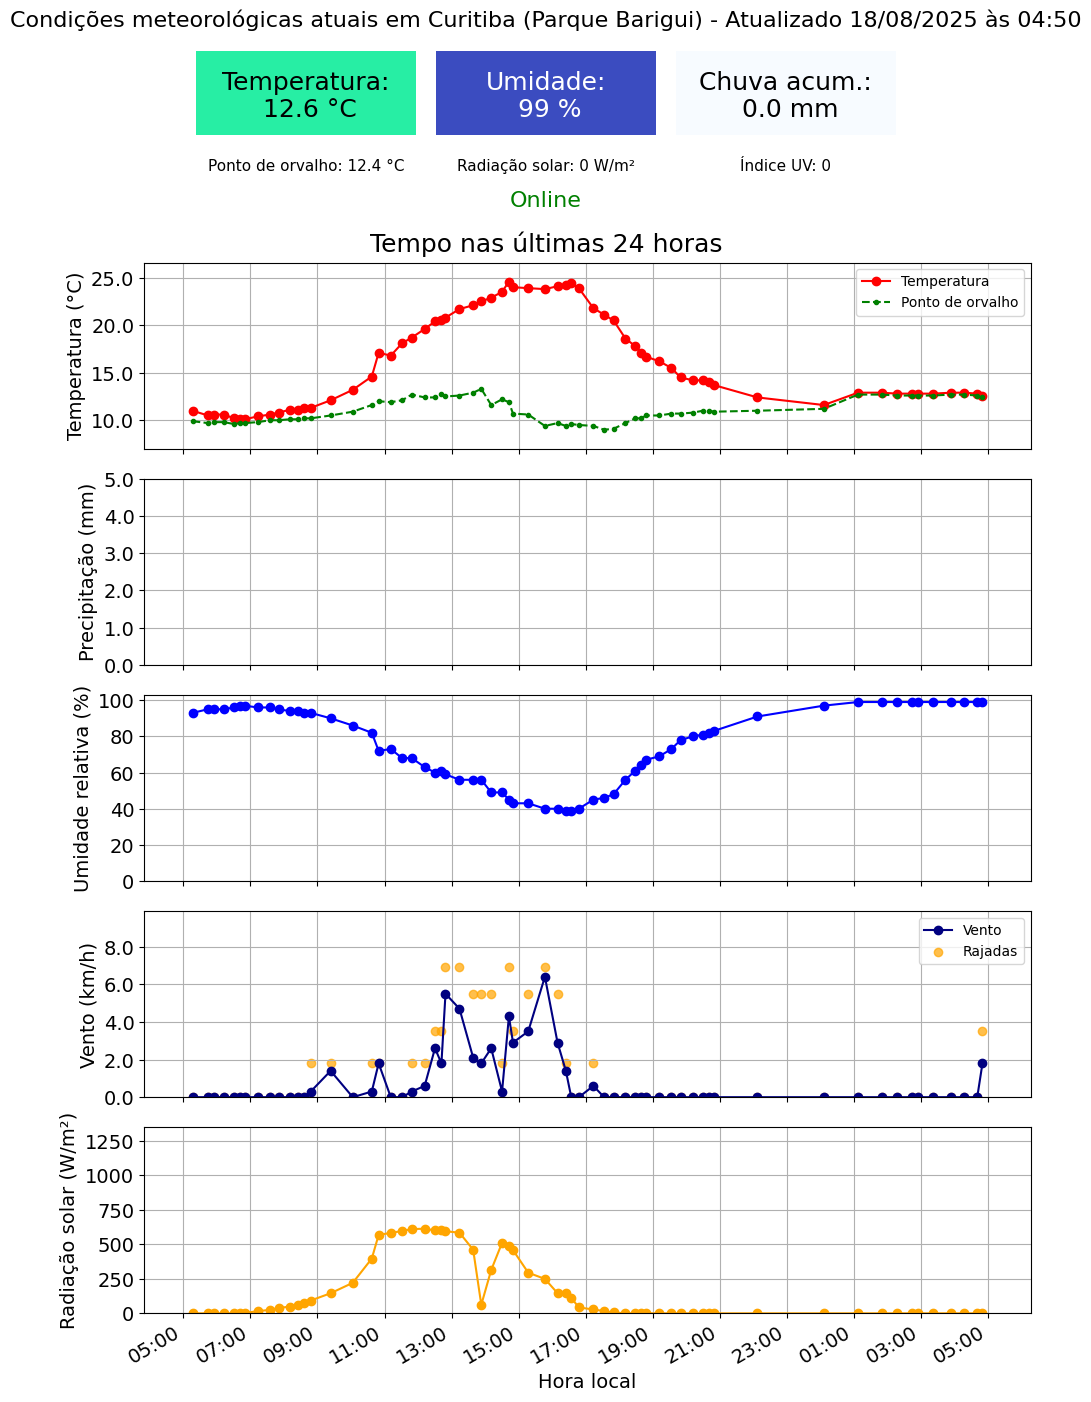 Condições meteorológicas atuais em Curitiba (Parque Barigui) - Atualizado 18/08/2025 às 04:50
Temperatura:
12.6 °C
Umidade:
99 %
Chuva acum.:
0.0 mm
Ponto de orvalho: 12.4 °C
Radiação solar: 0 W/m²
Índice UV: 0
Online
Tempo nas últimas 24 horas
Temperatura (°C)
25.0
20.0
15.0
10.0
Temperatura
Ponto de orvalho
Precipitação (mm)
5.0
4.0
3.0
2.0
1.0
0.0
Umidade relativa (%)
100
80
60
40
20
0
Vento (km/h)
8.0
6.0
4.0
2.0
0.0
Vento
Rajadas
Radiação solar (W/m²)
1250
1000
750
500
250
0
05:00
07:00
09:00
11:00
13:00
15:00
17:00
19:00
21:00
23:00
01:00
03:00
05:00
Hora local